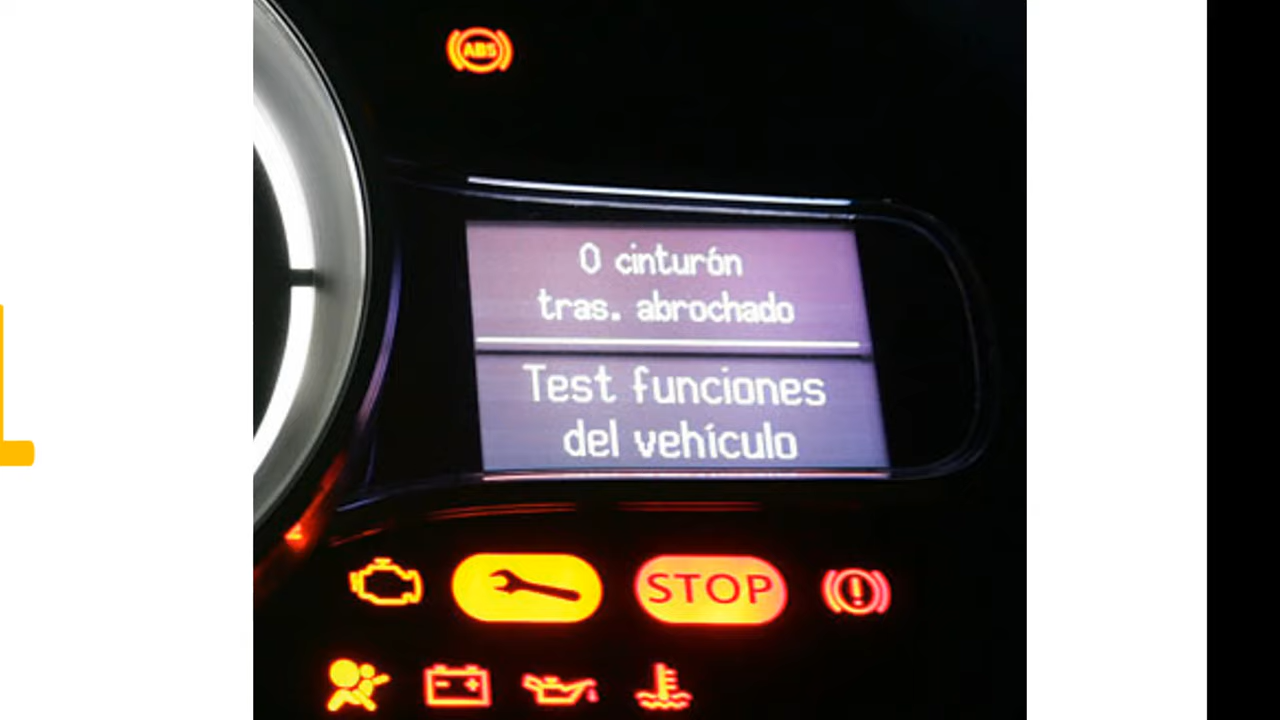 ABS
0 cinturón
tras. abrochado
Test funciones
del vehículo
STOP